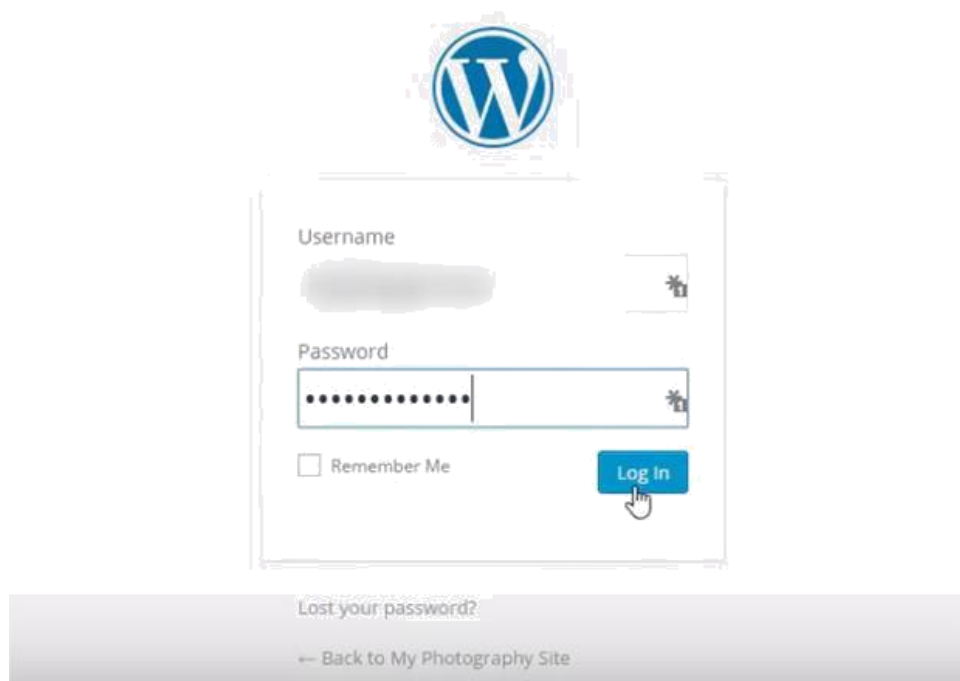 Username
Password
Remember Me
Log In
Lost your password?
← Back to My Photography Site